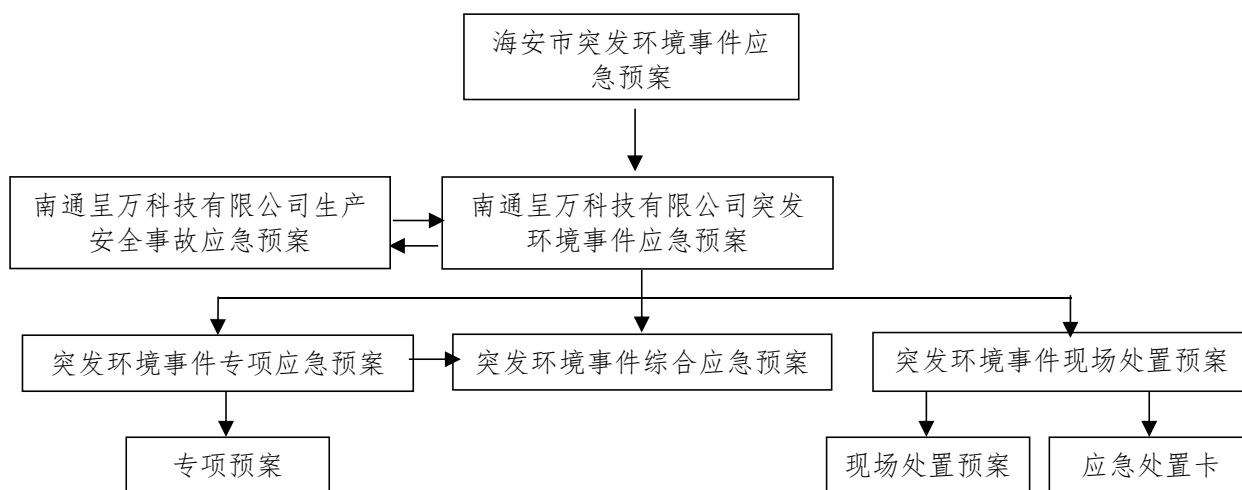 海安市突发环境事件应
急预案
南通呈万科技有限公司生产
安全事故应急预案
南通呈万科技有限公司突发
环境事件应急预案
突发环境事件专项应急预案
突发环境事件综合应急预案
突发环境事件现场处置预案
专项预案
现场处置预案
应急处置卡